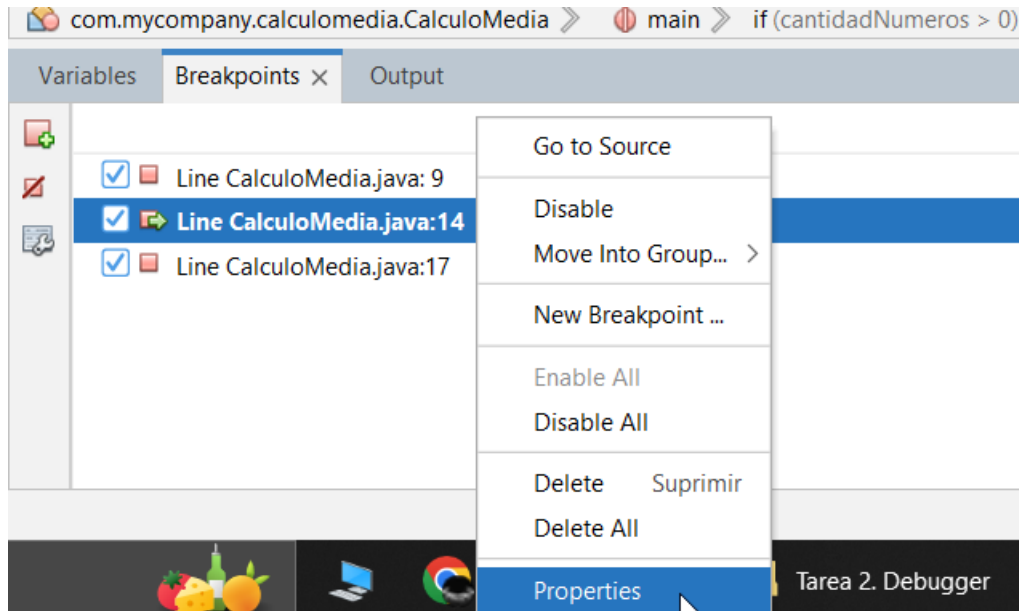 com.mycompany.calculomedia.CalculoMedia main if (cantidadNumeros > 0)
Variables Breakpoints × Output
Go to Source
Line CalculoMedia.java: 9
Disable
Line CalculoMedia.java:14
Move Into Group...
Line CalculoMedia.java:17
New Breakpoint ...
Enable All
Disable All
Delete Suprimir
Delete All
Properties
Tarea 2. Debugger